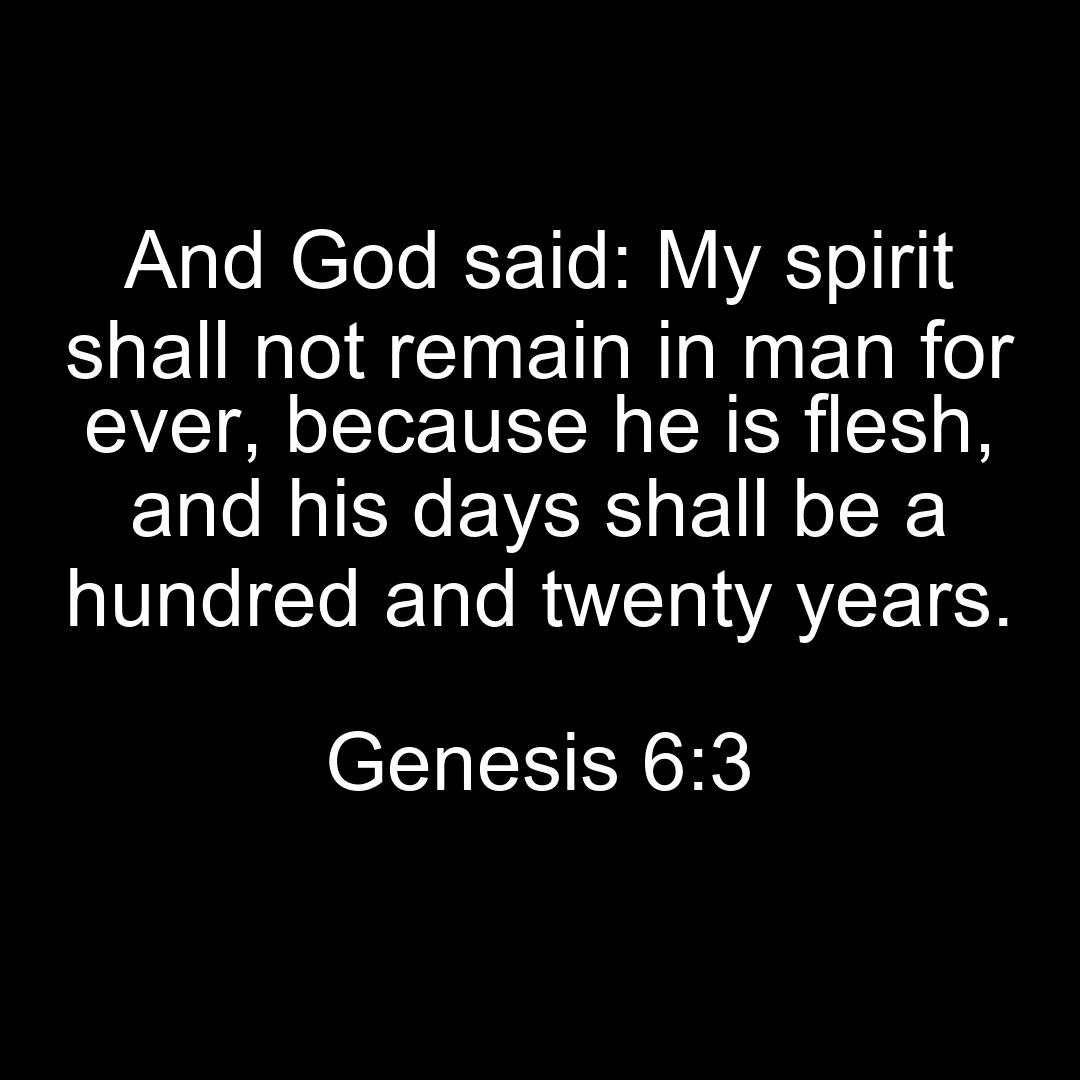 And God said: My spirit
shall not remain in man for
ever, because he is flesh,
and his days shall be a
hundred and twenty years.
Genesis 6:3